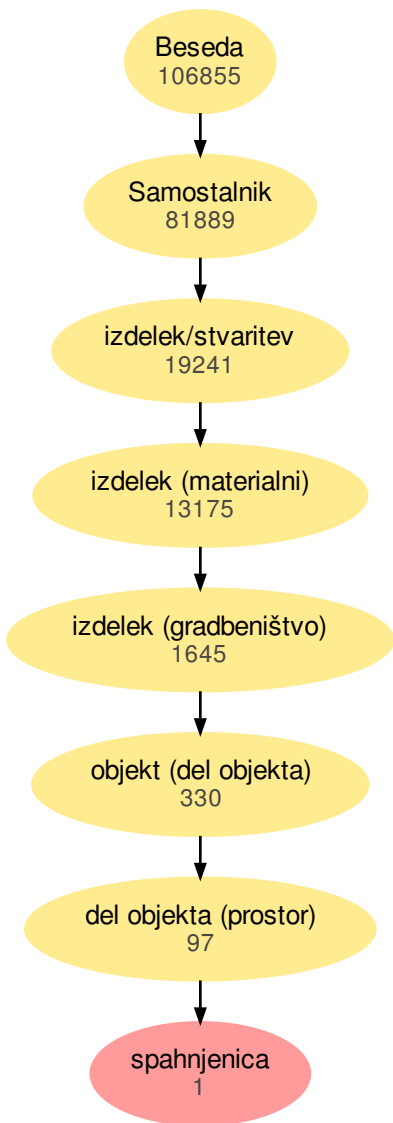 Beseda
106855
Samostalnik
81889
izdelek/stvaritev
19241
izdelek (materialni)
13175
izdelek (gradbeništvo)
1645
objekt (del objekta)
330
del objekta (prostor)
97
spahnjenica
1